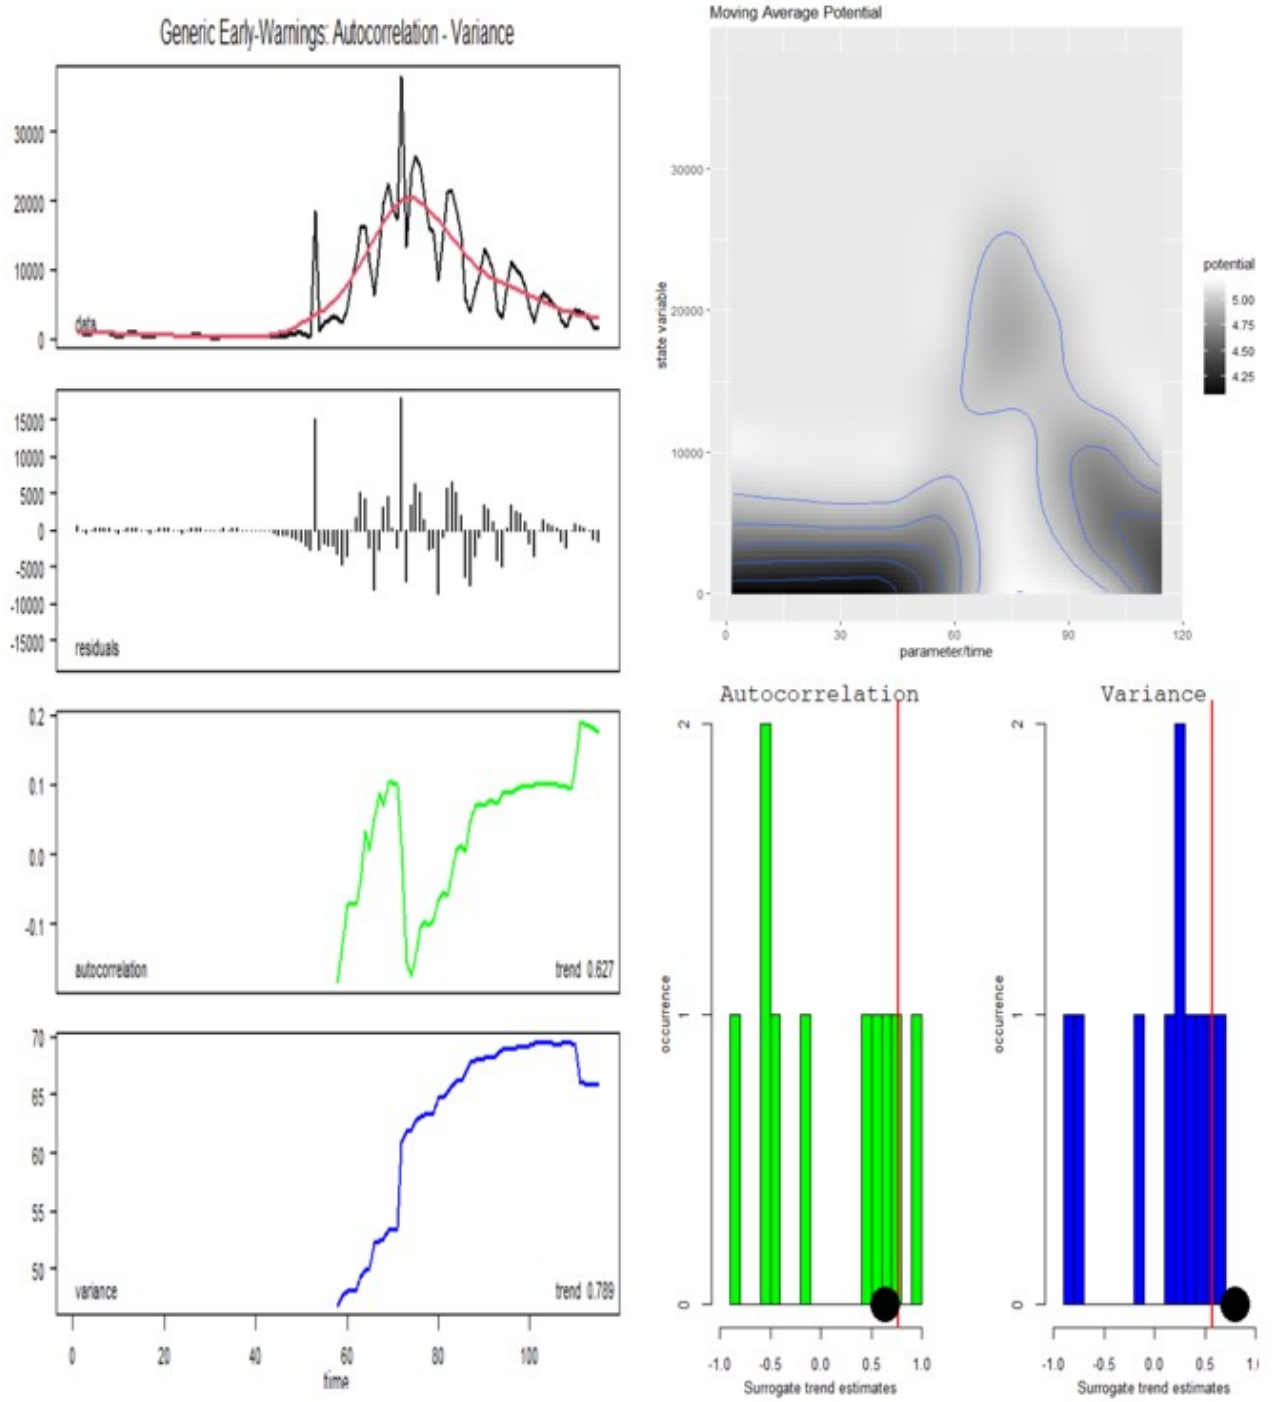 Generic Early-Warnings: Autocorrelation - Variance
30000
20000
10000
0
data
15000
10000
5000
0
-5000
-10000
-15000
residuals
0.2
0.1
0.0
-0.1
autocorrelation
trend 0.627
70
65
60
55
50
variance
trend 0.789
0 20 40 60 80 100
Moving Average Potential
30000
20000
10000
0
state variable
0 30 60 90 120
parameter/time
potential
5.00
4.75
4.50
4.25
Autocorrelation
2
1
0
occurrence
-1.0 -0.5 0.0 0.5 1.0
Surrogate trend estimates
Variance
2
1
0
occurrence
-1.0 -0.5 0.0 0.5
Surrogate trend estimates